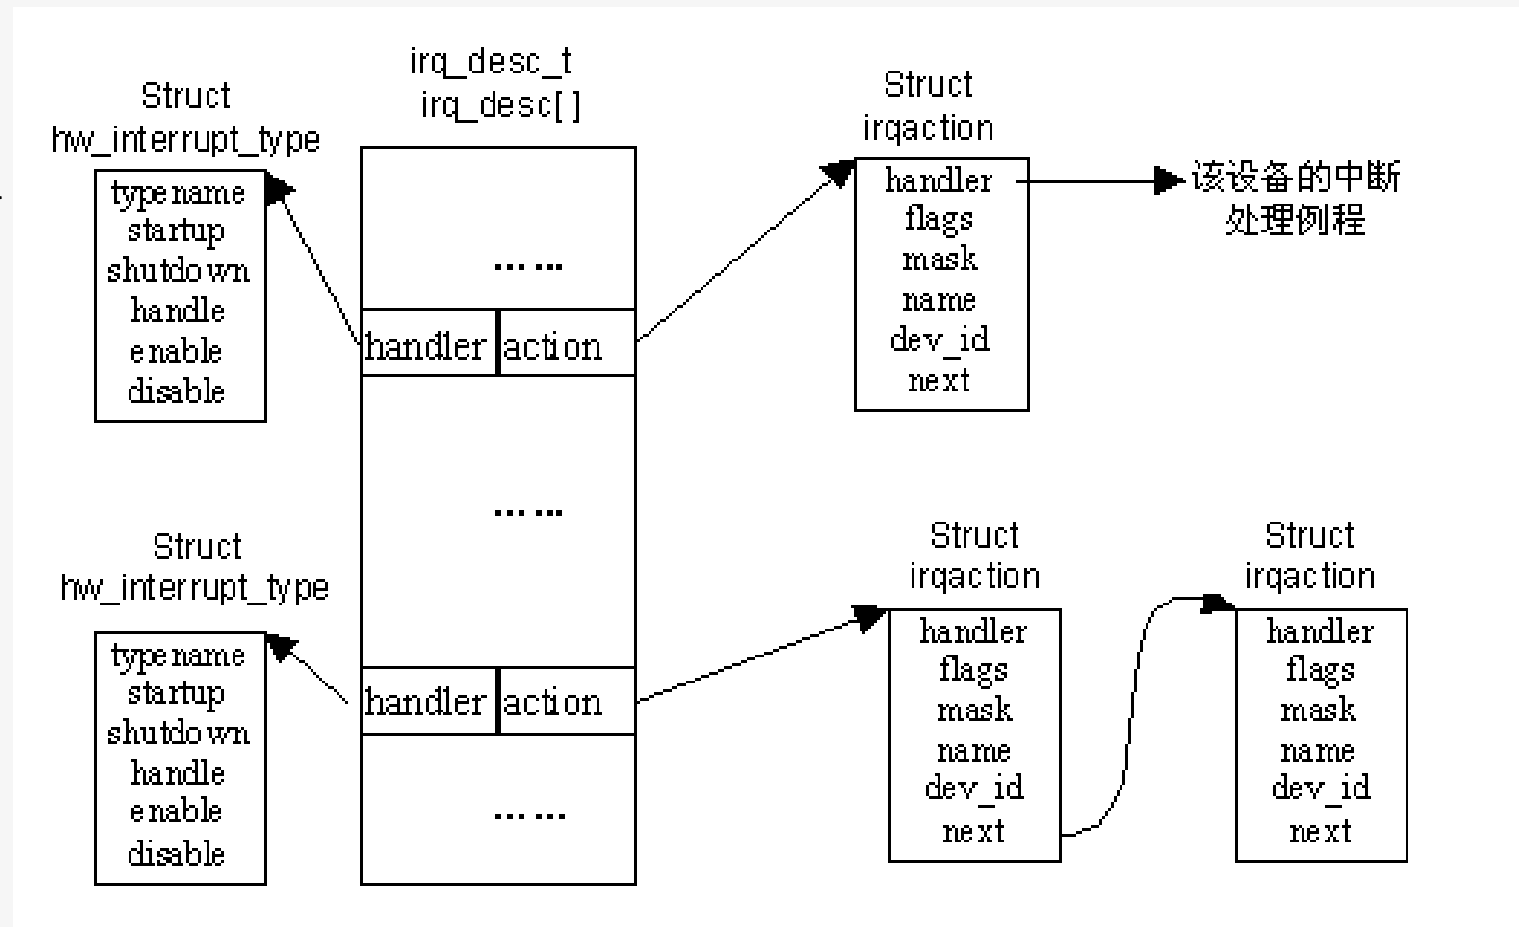 irq_desc_t
irq_desc[ ]
Struct
hw_interrupt_type
typename
startup
shutdown
handle
enable
disable
……
handler
action
……
Struct
irqaction
handler
flags
mask
name
dev_id
next
该设备的中断
处理例程
Struct
hw_interrupt_type
typename
startup
shutdown
handle
enable
disable
handler
action
……
Struct
irqaction
handler
flags
mask
name
dev_id
next
Struct
irqaction
handler
flags
mask
name
dev_id
next